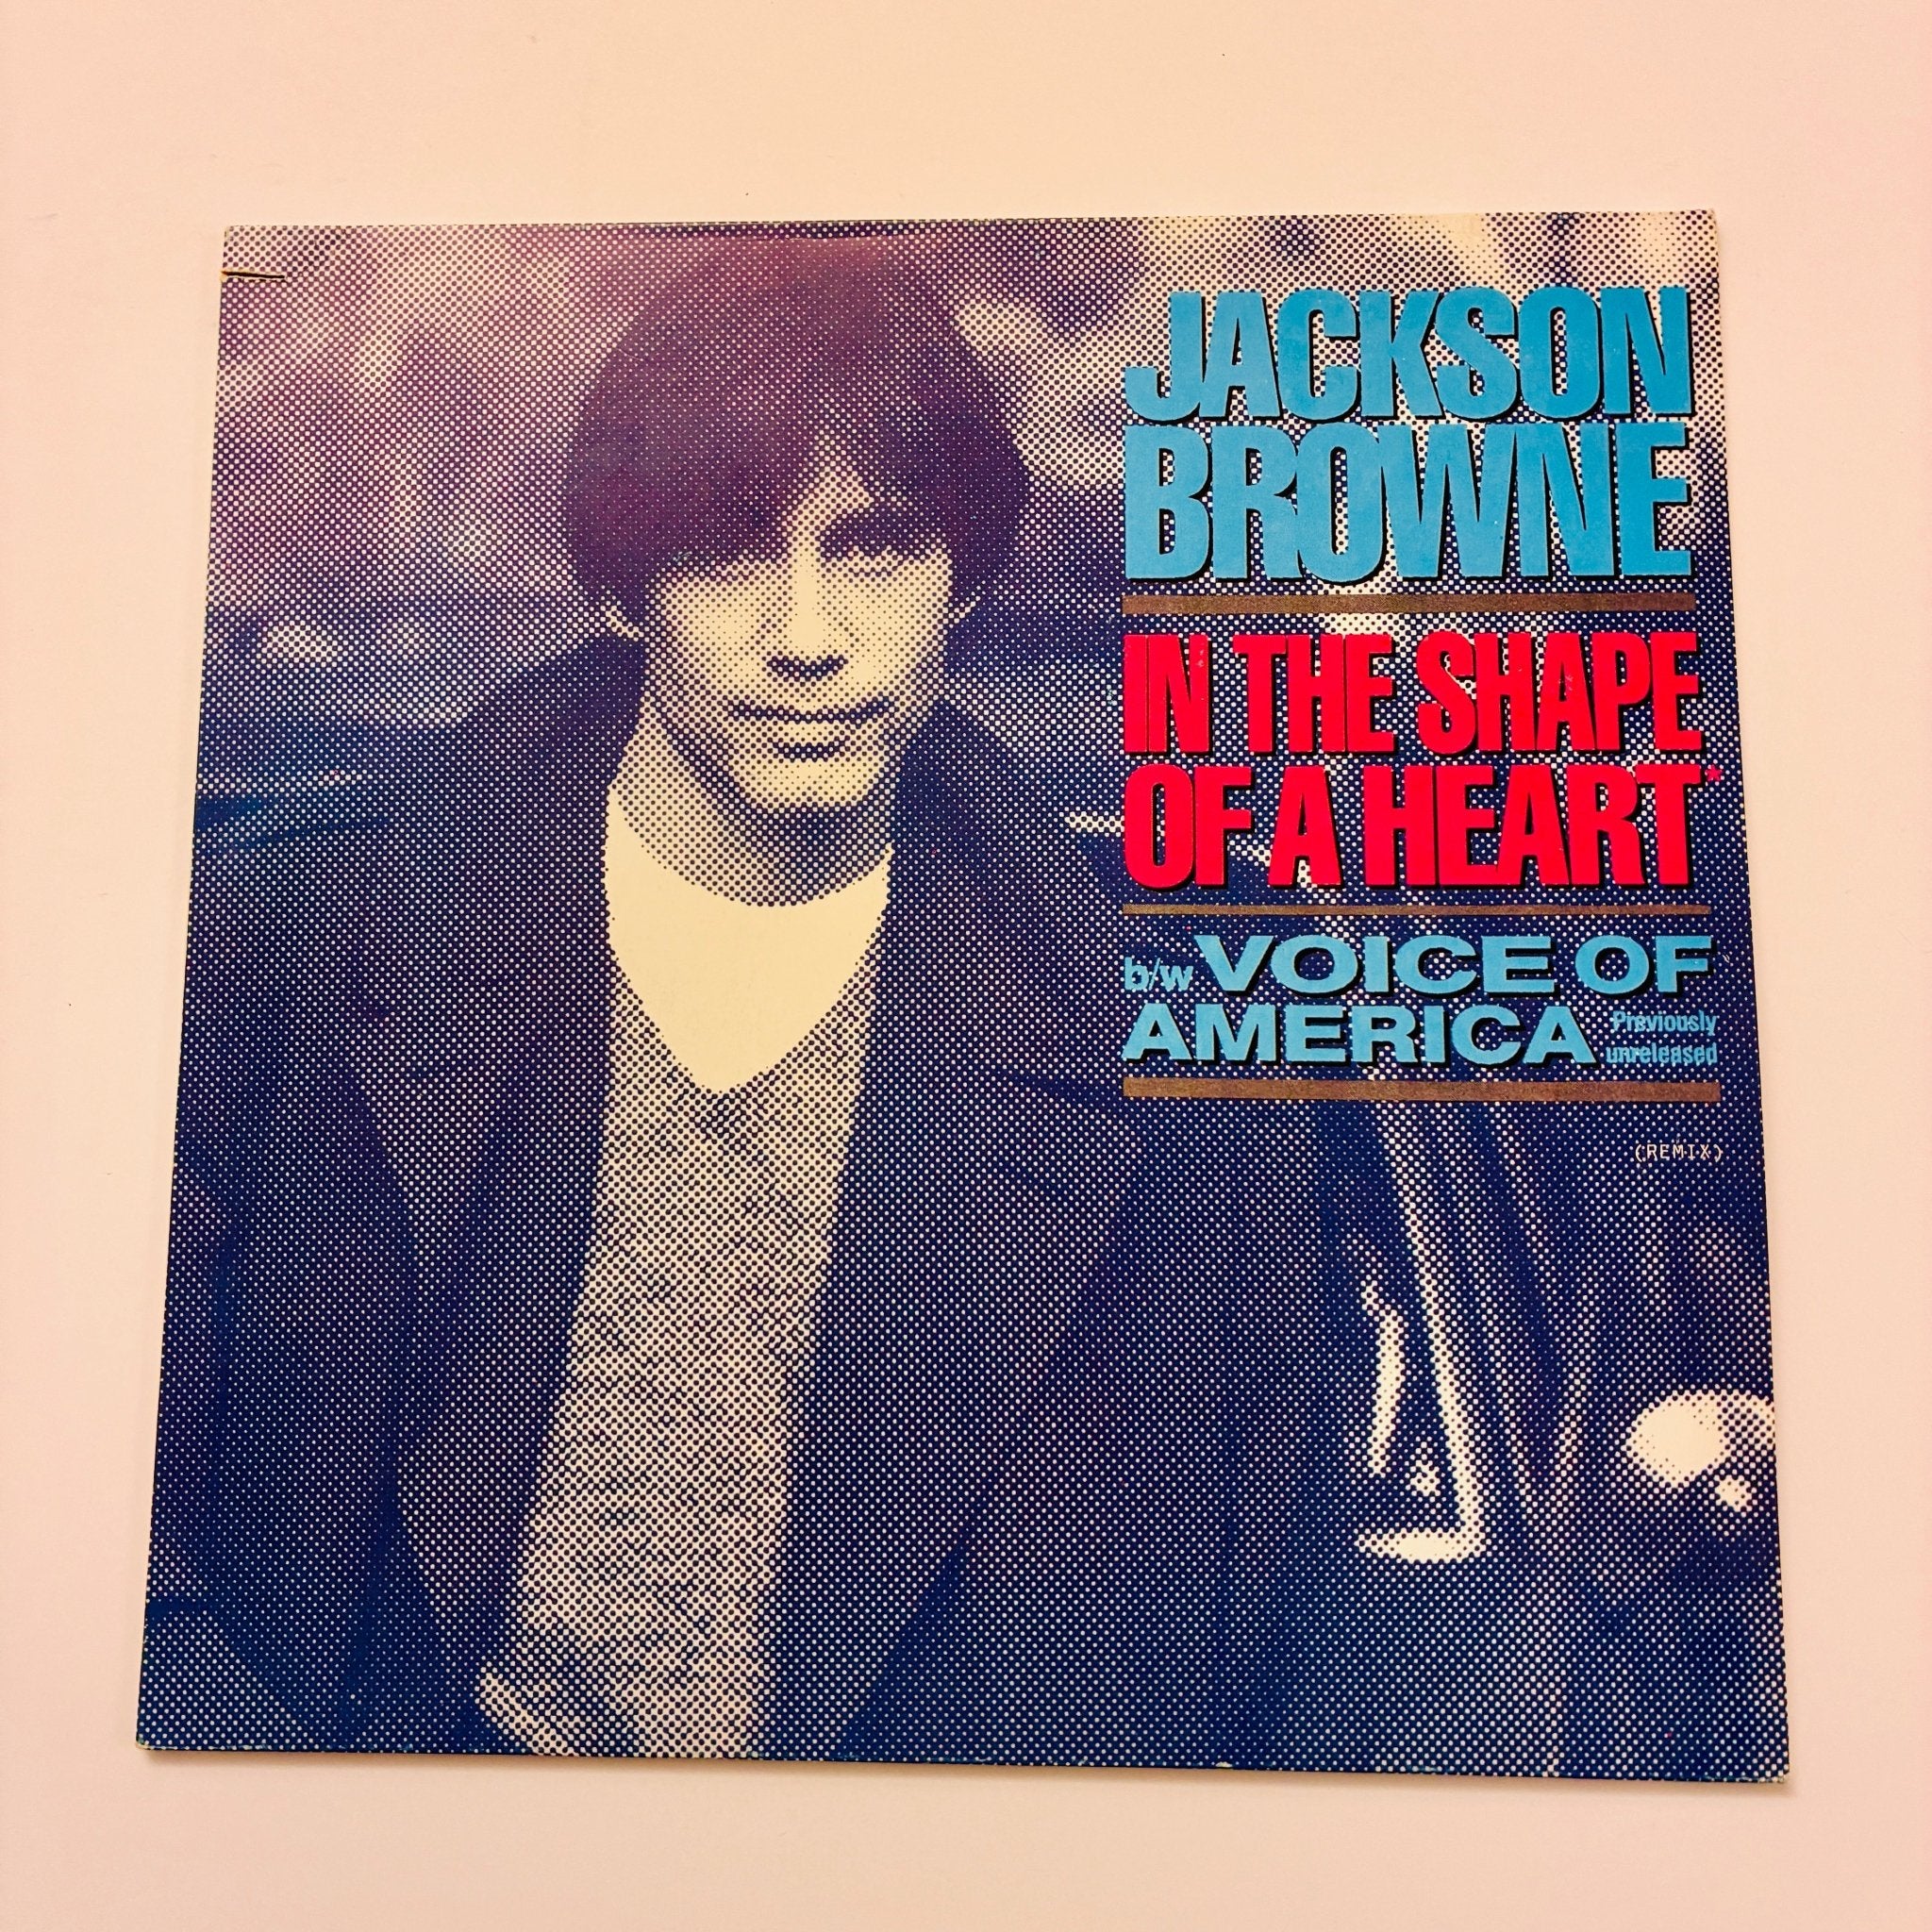 JACKSON
BROWNE
IN THE SHAPE
OF A HEART*
b/w VOICE OF
AMERICA Previously
unreleased
(REMIX)